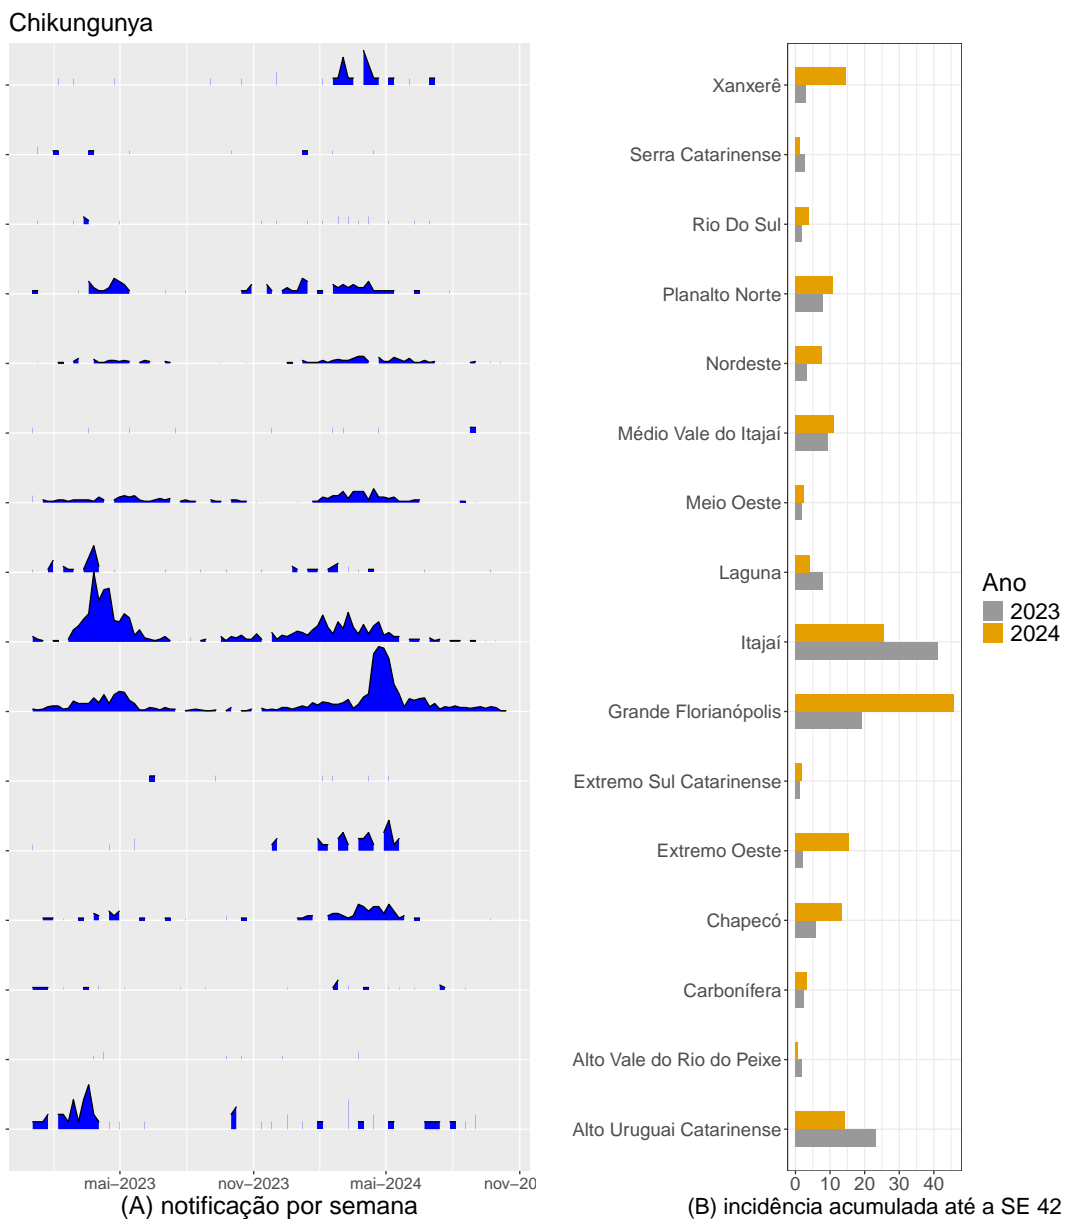 Chikungunya
Xanxerê
Serra Catarinense
Rio Do Sul
Planalto Norte
Nordeste
Médio Vale do Itajaí
Meio Oeste
Laguna
Itajaí
Grande Florianópolis
Extremo Sul Catarinense
Extremo Oeste
Chapecó
Carbonífera
Alto Vale do Rio do Peixe
Alto Uruguai Catarinense
Ano
2023
2024
mai–2023 nov–2023 mai–2024 nov–20
0 10 20 30 40
(A) notificação por semana
(B) incidência acumulada até a SE 42